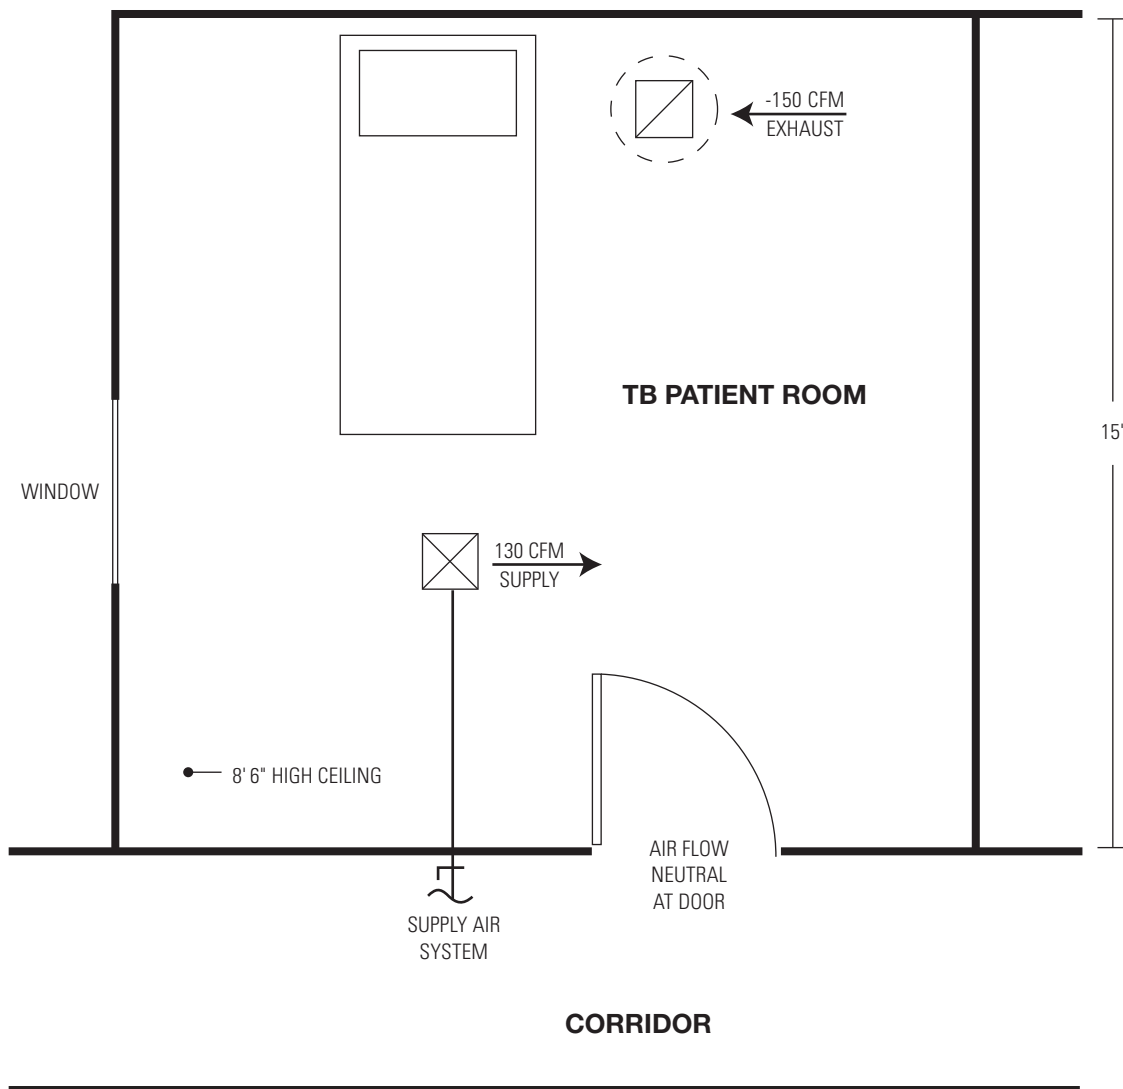 -150 CFM
EXHAUST
TB PATIENT ROOM
15'
WINDOW
130 CFM
SUPPLY
8' 6" HIGH CEILING
AIR FLOW
NEUTRAL
AT DOOR
SUPPLY AIR
SYSTEM
CORRIDOR